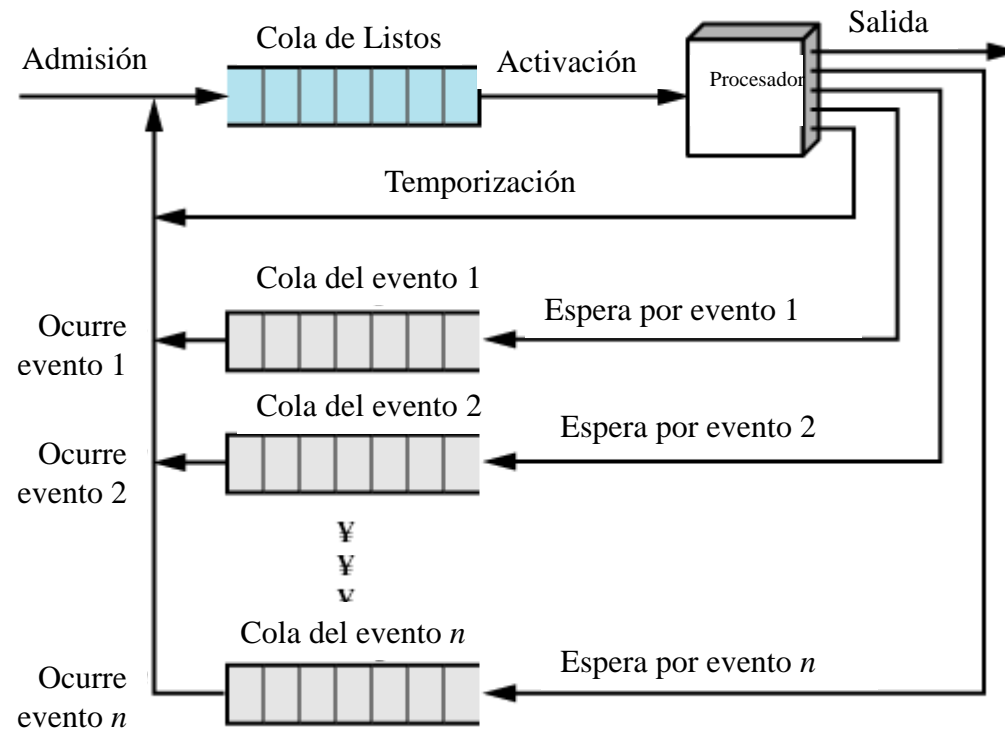 Salida
Cola de Listos
Admisión
Activación
Procesador
Temporización
Cola del evento 1
Espera por evento 1
Ocurre
evento 1
Cola del evento 2
Espera por evento 2
Ocurre
evento 2
¥
¥
¥
Cola del evento n
Espera por evento n
Ocurre
evento n